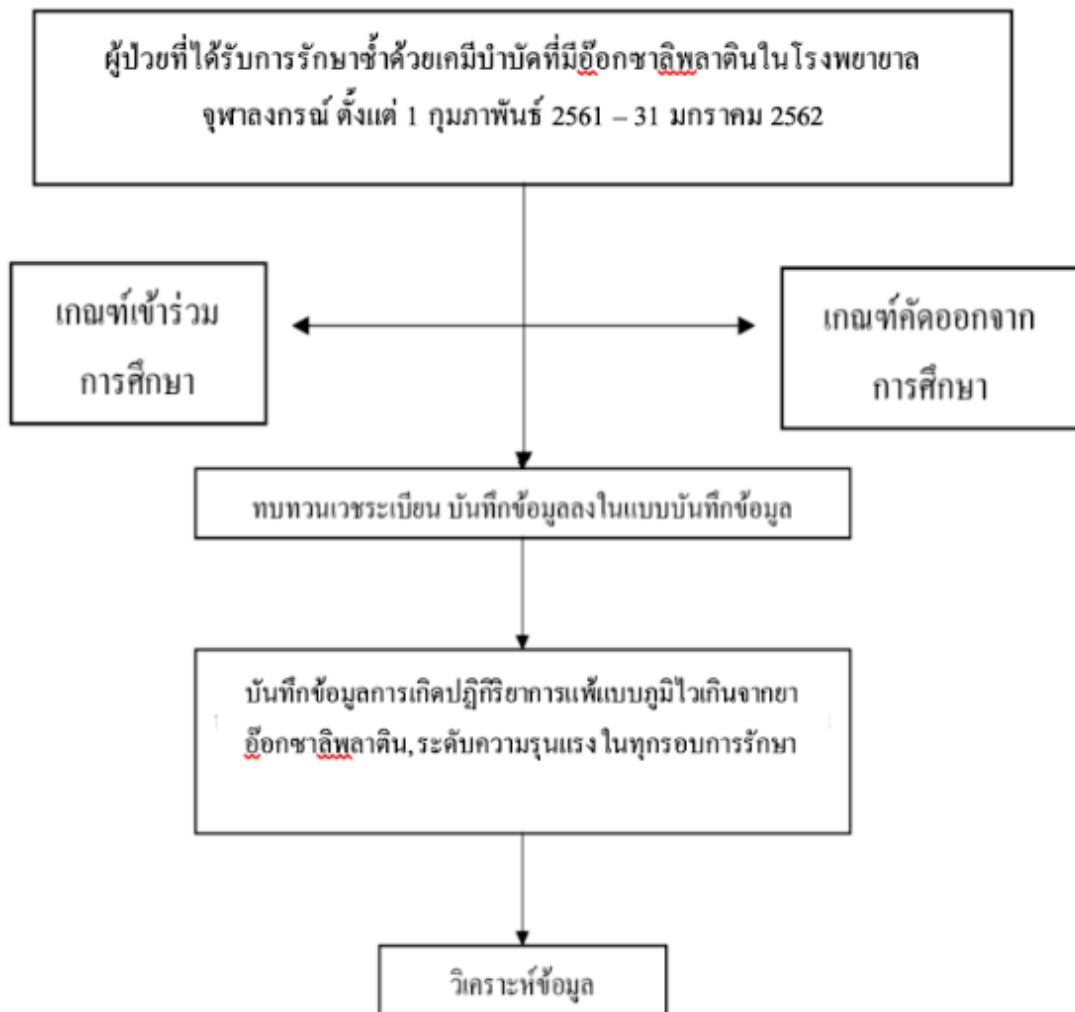 ผู้ป่วยที่ได้รับการรักษาซ้ำด้วยเคมีบำบัดที่มีอ๊อกซาลิพลาตินในโรงพยายาล
จุฬาลงกรณ์ ตั้งแต่ 1 กุมภาพันธ์ 2561 – 31 มกราคม 2562
เกณฑ์เข้าร่วม
การศึกษา
เกณฑ์คัดออกจาก
การศึกษา
ทบทวนเวชระเบียน บันทึกข้อมูลลงในแบบบันทึกข้อมูล
บันทึกข้อมูลการเกิดปฏิกิริยาการแพ้แบบภูมิไวเกินจากยา
อ๊อกซาลิพลาติน, ระดับความรุนแรง ในทุกรอบการรักษา
วิเคราะห์ข้อมูล